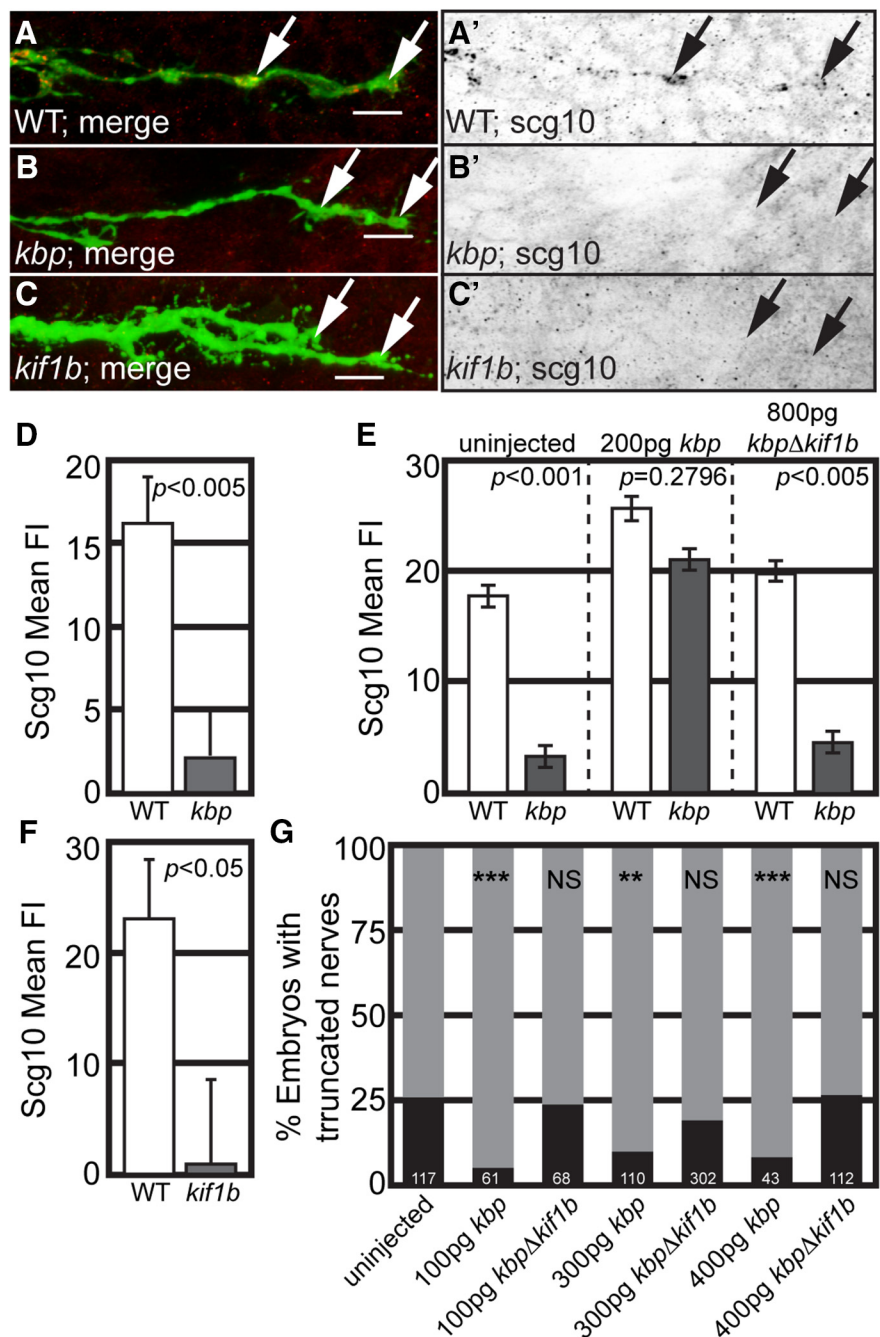 A
WT; merge
A'
WT; scg10
B
kbp; merge
B'
kbp; scg10
C
kif1b; merge
C'
kif1b; scg10
D
20
15
10
5
0
Scg10 Mean FI
p<0.005
WT kbp
E
uninjected 200pg kbp 800pg kbpΔkif1b
p<0.001 p=0.2796 p<0.005
30
20
10
0
Scg10 Mean FI
WT kbp WT kbp WT kbp
F
30
20
10
0
Scg10 Mean FI
p<0.05
WT kif1b
G
100
75
50
25
0
% Embryos with
trruncated nerves
*** NS ** NS *** NS
117 61 68 110 302 43 112
uninjected
100pg kbp
100pg kbpΔkif1b
300pg kbp
300pg kbpΔkif1b
400pg kbp
400pg kbpΔkif1b